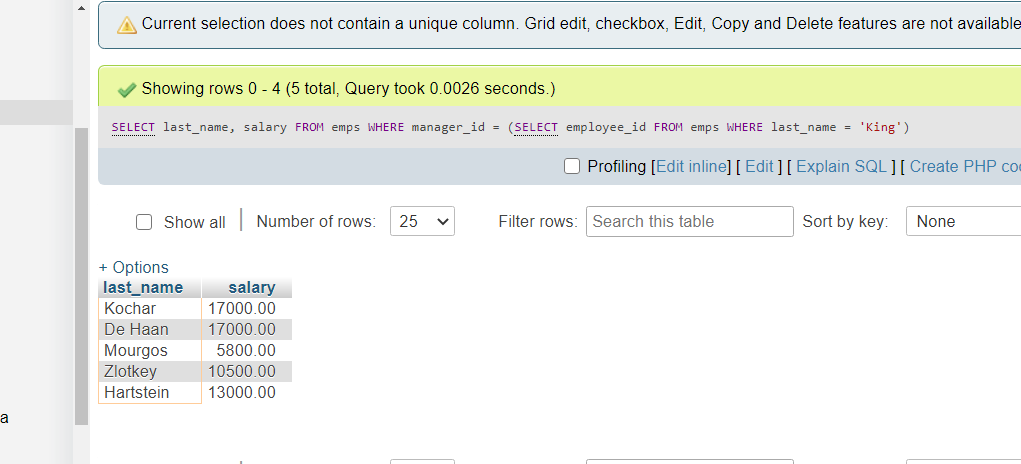 Current selection does not contain a unique column. Grid edit, checkbox, Edit, Copy and Delete features are not available
Showing rows 0 - 4 (5 total, Query took 0.0026 seconds.)
SELECT last_name, salary FROM emps WHERE manager_id = (SELECT employee_id FROM emps WHERE last_name = 'King')
Profiling [Edit inline] [ Edit ] [ Explain SQL ] [ Create PHP co
Show all | Number of rows: 25 Filter rows: Search this table Sort by key: None
+ Options
last_name salary
Kochar 17000.00
De Haan 17000.00
Mourgos 5800.00
Zlotkey 10500.00
Hartstein 13000.00
a